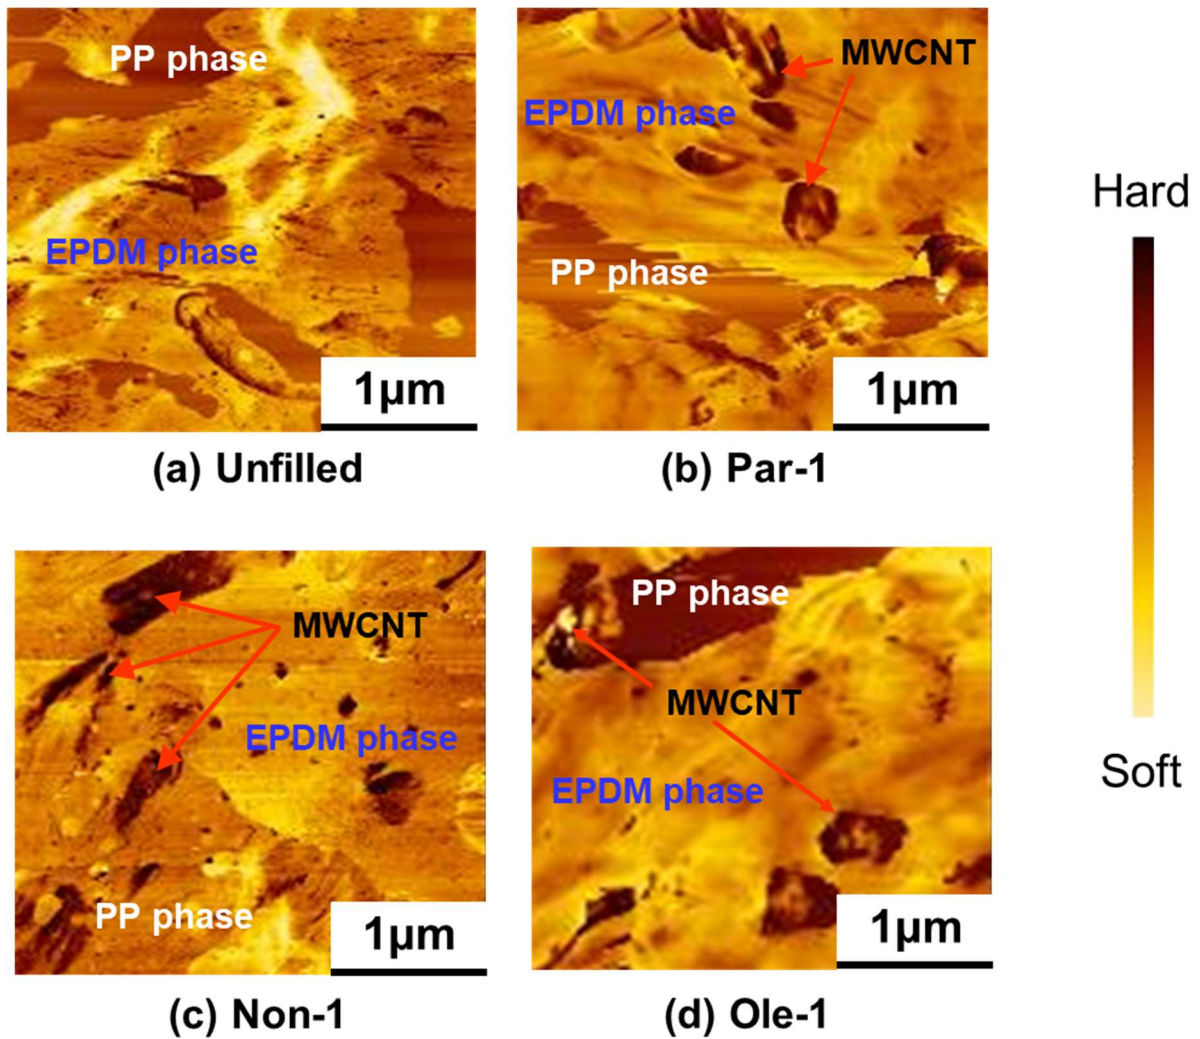 PP phase
EPDM phase
1μm
(a) Unfilled
MWCNT
EPDM phase
PP phase
1μm
(b) Par-1
Hard
Soft
MWCNT
EPDM phase
PP phase
1μm
(c) Non-1
PP phase
MWCNT
EPDM phase
1μm
(d) Ole-1